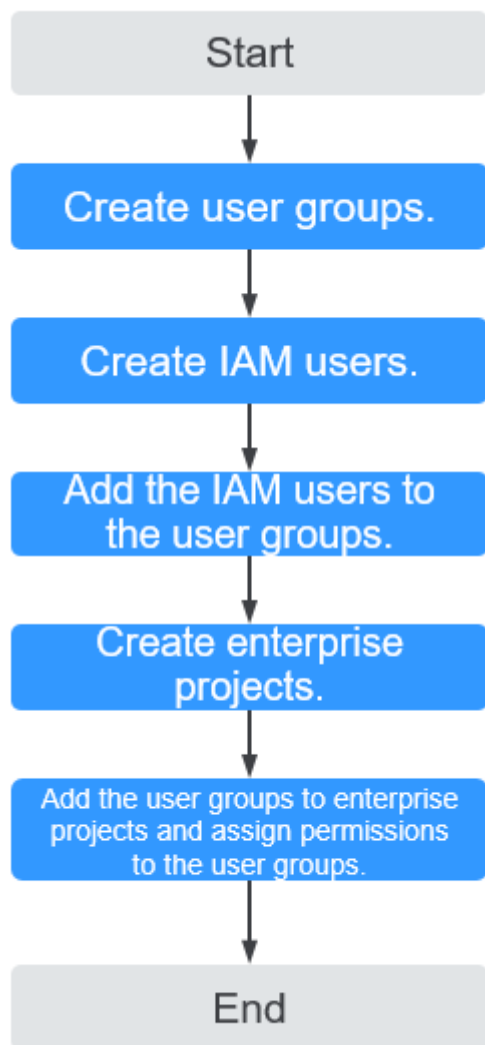 Start
Create user groups.
Create IAM users.
Add the IAM users to
the user groups.
Create enterprise
projects.
Add the user groups to enterprise
projects and assign permissions
to the user groups.
End